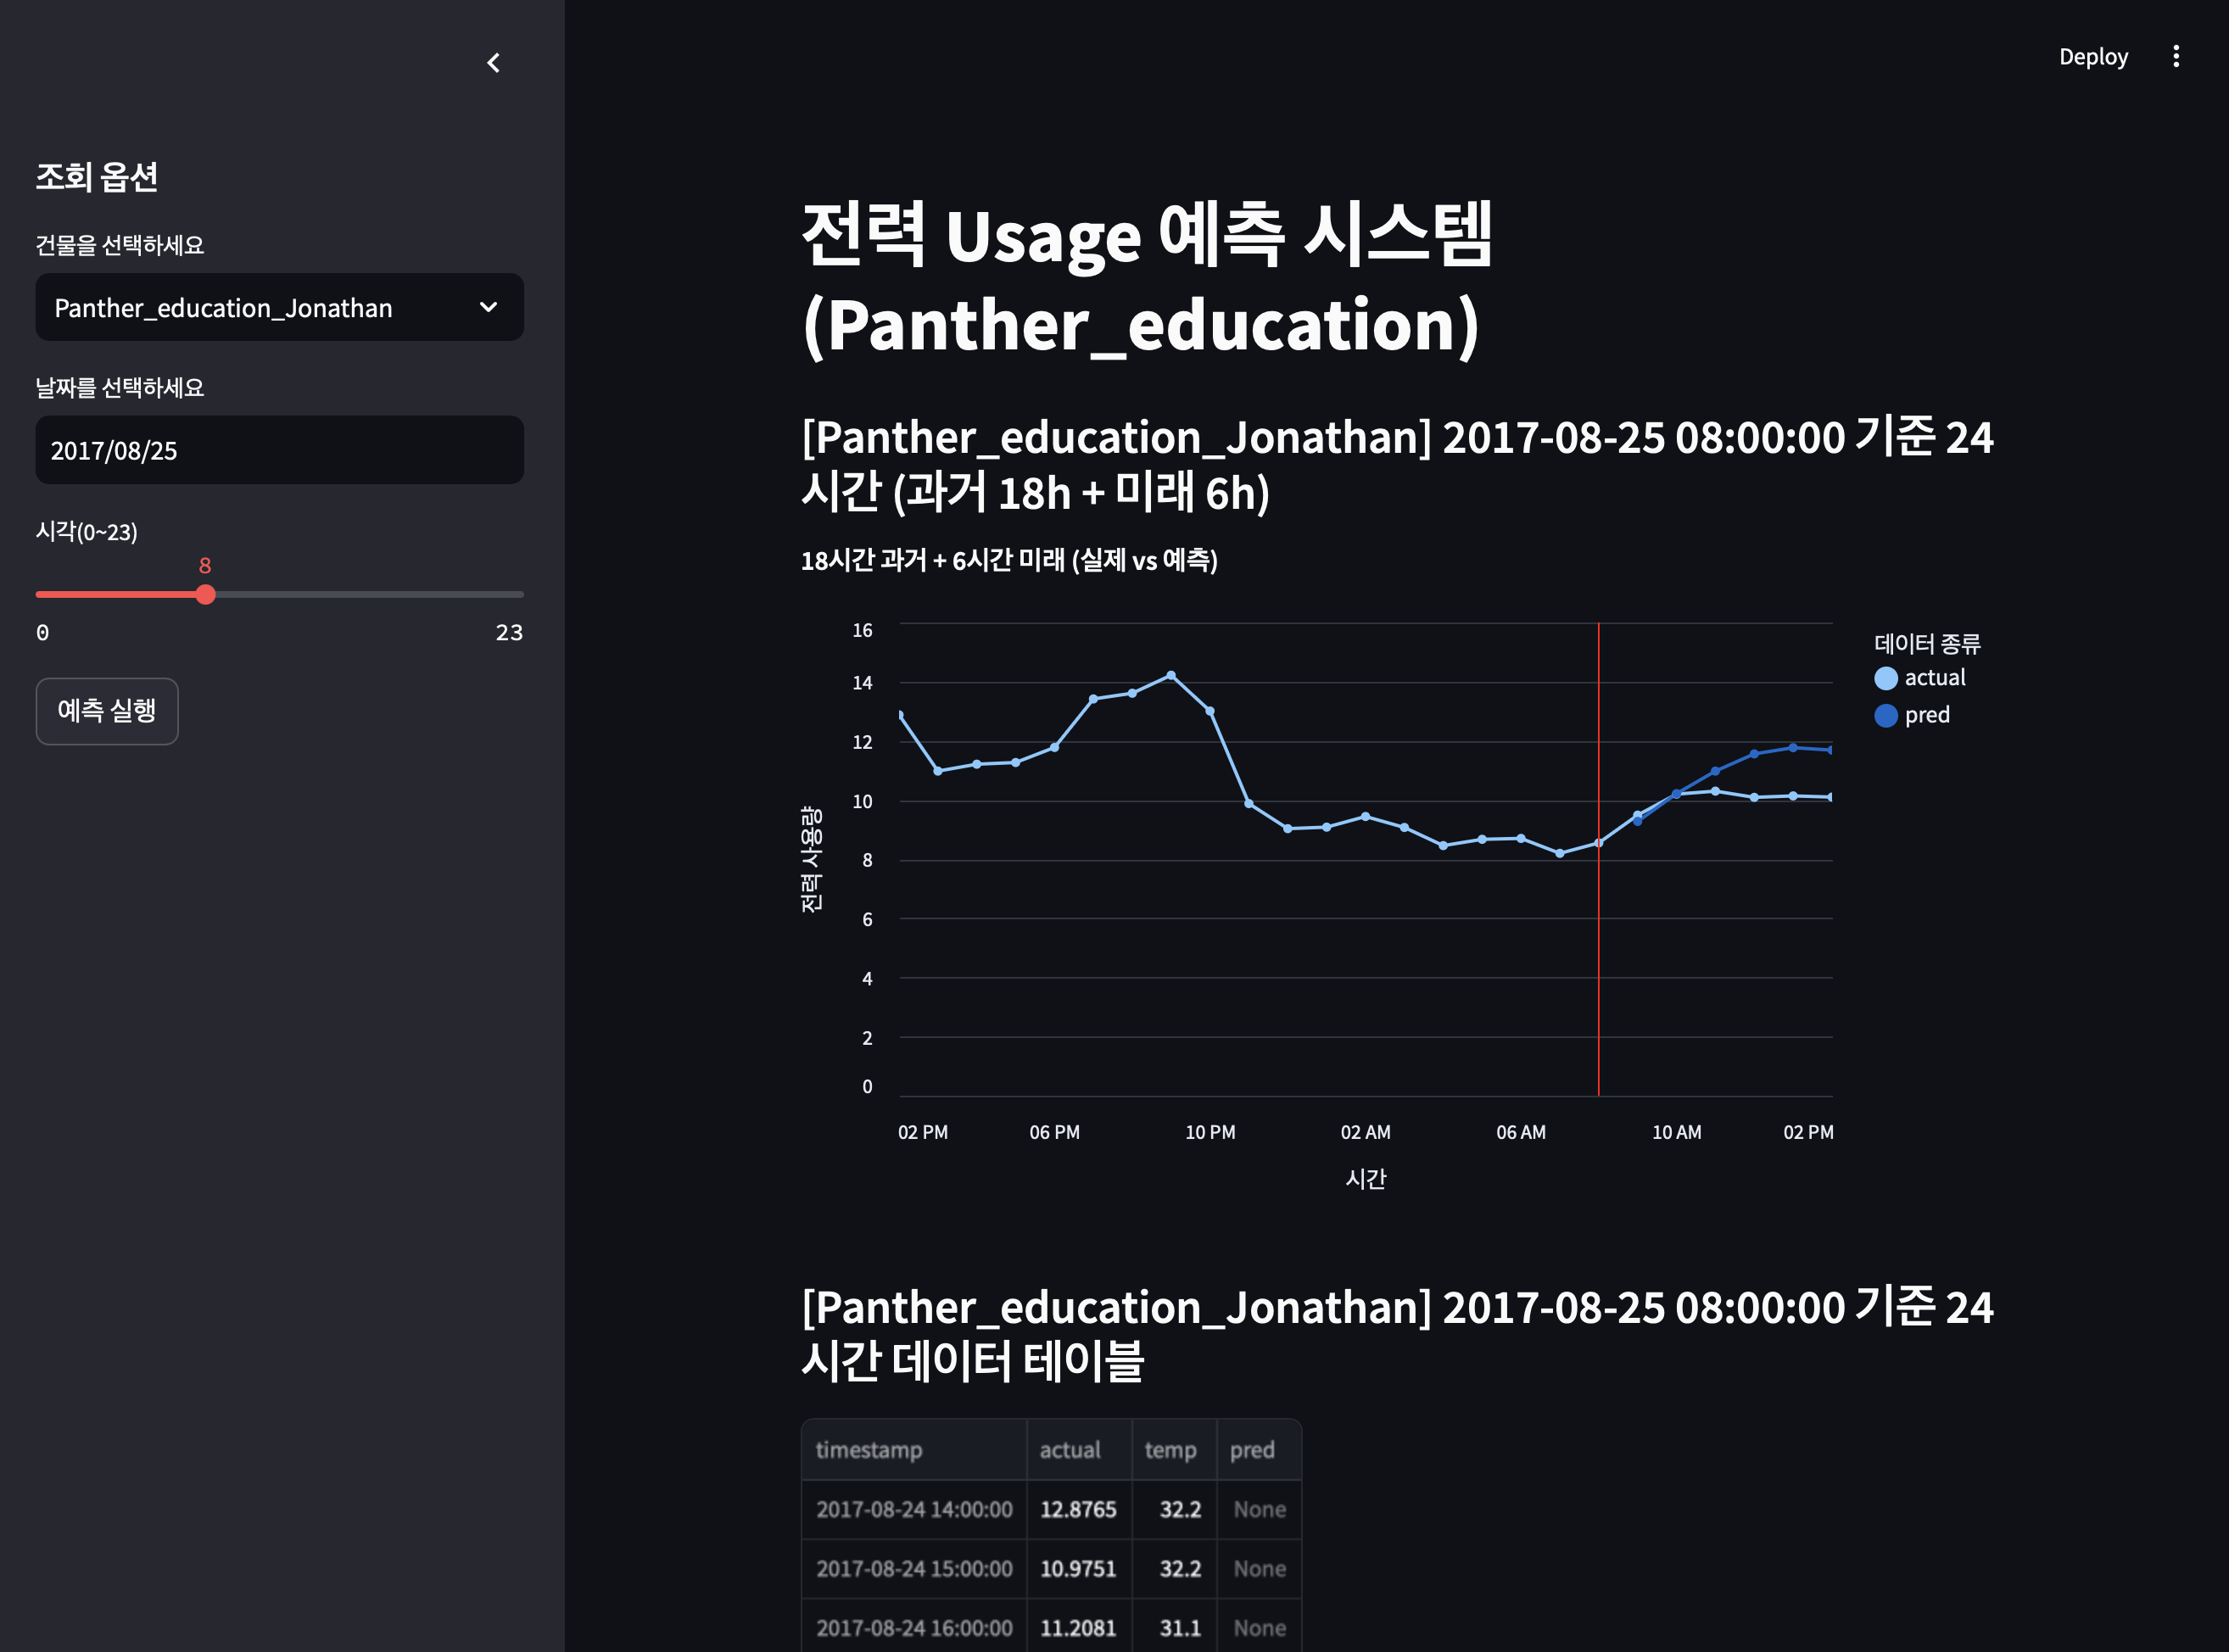 Deploy
조회 옵션
건물을 선택하세요
Panther_education_Jonathan
날짜를 선택하세요
2017/08/25
시각(0~23)
8
0 23
예측 실행
전력 Usage 예측 시스템
(Panther_education)
[Panther_education_Jonathan] 2017-08-25 08:00:00 기준 24
시간 (과거 18h + 미래 6h)
18시간 과거 + 6시간 미래 (실제 vs 예측)
데이터 종류
actual
pred
16
14
12
10
8
6
4
2
0
전력 사용량
02 PM 06 PM 10 PM 02 AM 06 AM 10 AM 02 PM
시간
[Panther_education_Jonathan] 2017-08-25 08:00:00 기준 24
시간 데이터 테이블
timestamp actual temp pred
2017-08-24 14:00:00 12.8765 32.2 None
2017-08-24 15:00:00 10.9751 32.2 None
2017-08-24 16:00:00 11.2081 31.1 None